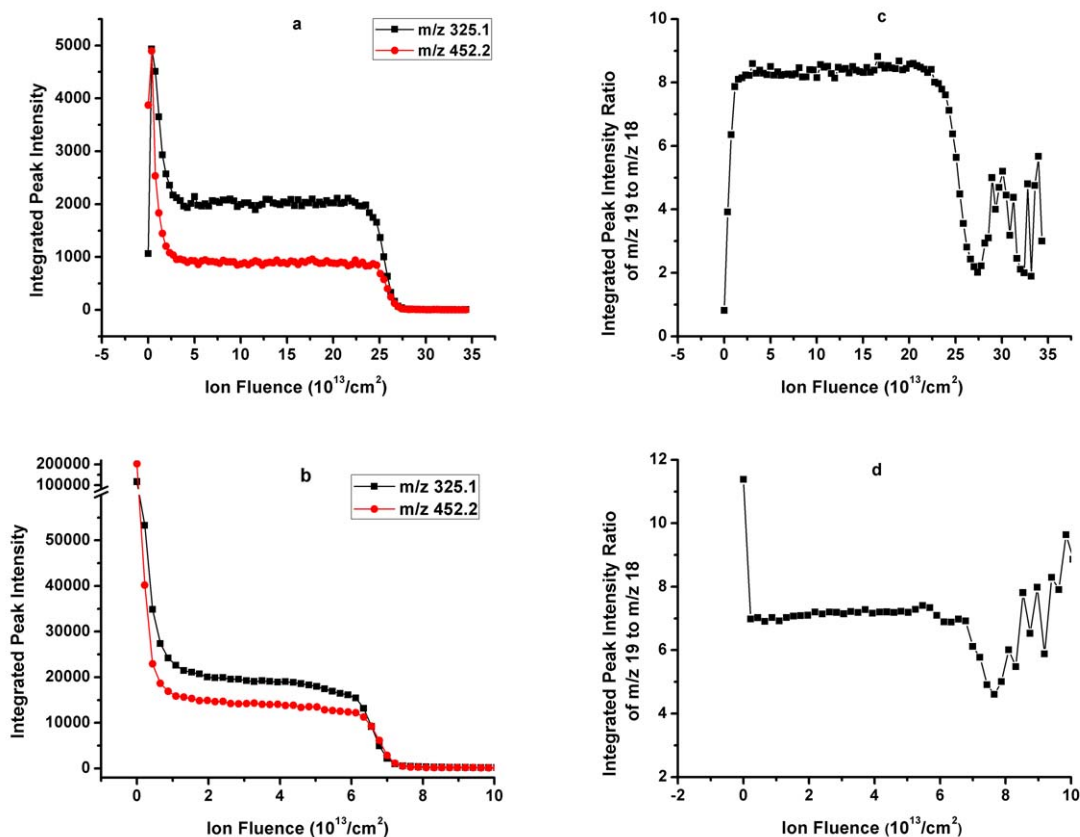 a
m/z 325.1
m/z 452.2
Integrated Peak Intensity
5000
4000
3000
2000
1000
0
-5 0 5 10 15 20 25 30 35
Ion Fluence (10¹³/cm²)
c
Integrated Peak Intensity Ratio
of m/z 19 to m/z 18
10
8
6
4
2
0
-5 0 5 10 15 20 25 30 35
Ion Fluence (10¹³/cm²)
b
m/z 325.1
m/z 452.2
Integrated Peak Intensity
200000
100000
50000
40000
30000
20000
10000
0
0 2 4 6 8 10
Ion Fluence (10¹³/cm²)
d
Integrated Peak Intensity Ratio
of m/z 19 to m/z 18
12
10
8
6
4
2
-2 0 2 4 6 8 10
Ion Fluence (10¹³/cm²)